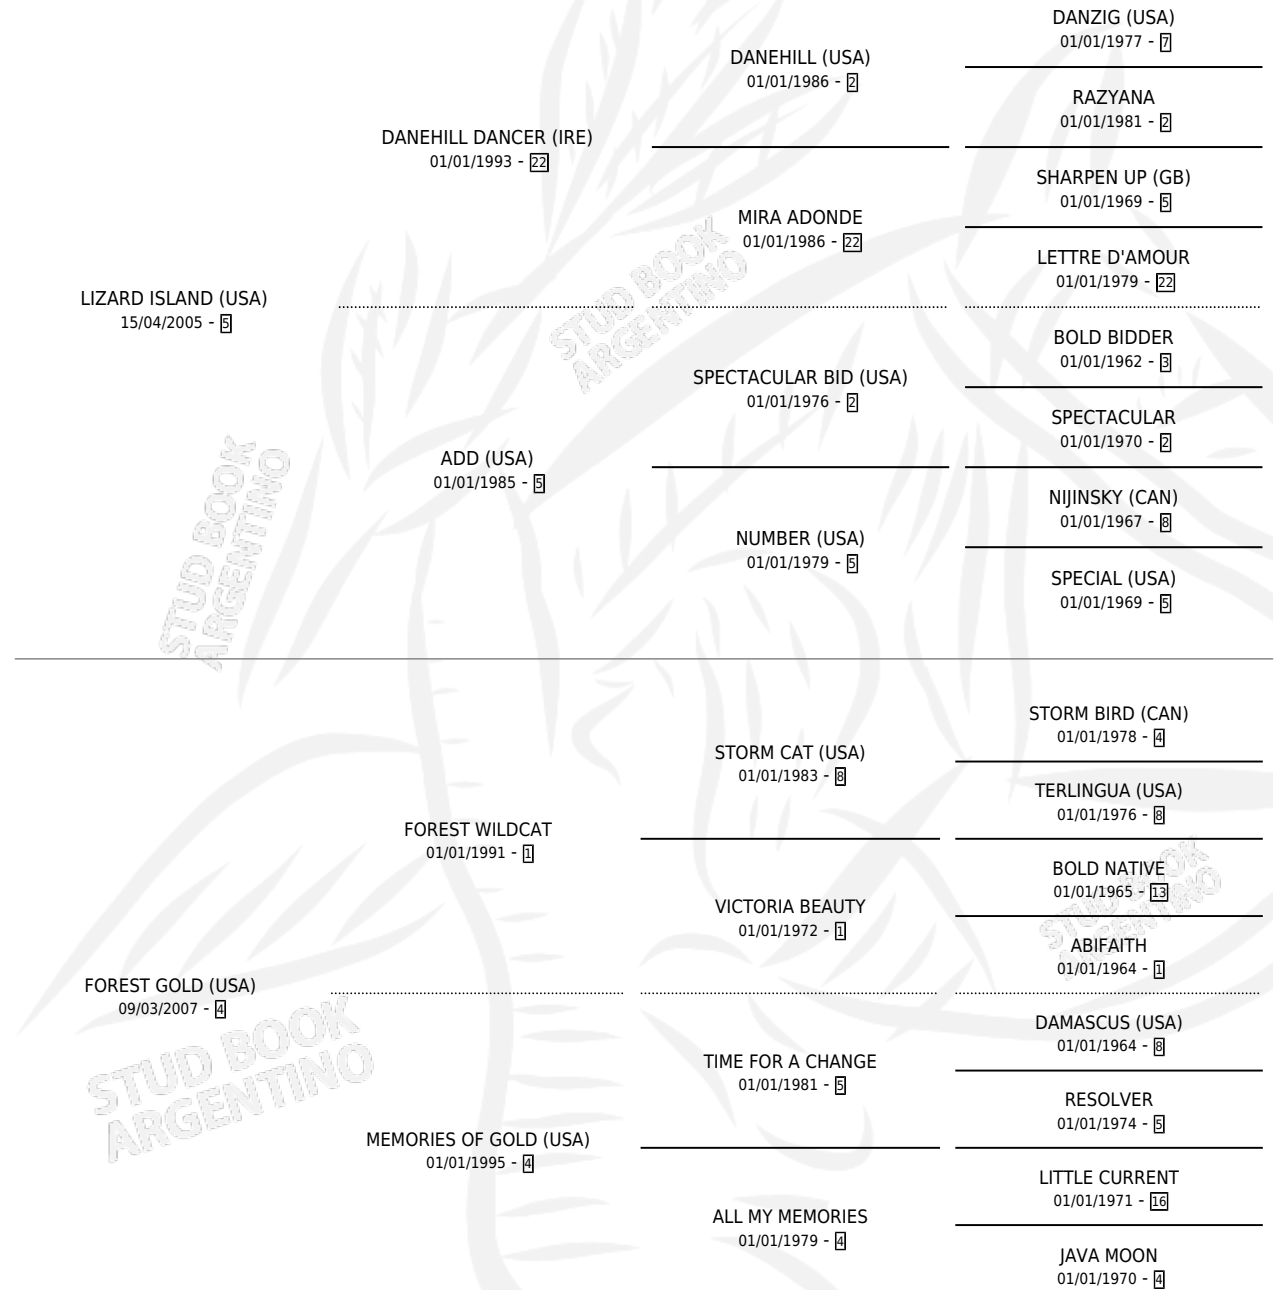 DANZIG (USA)
01/01/1977 - 7
DANEHILL (USA)
01/01/1986 - 2
RAZYANA
01/01/1981 - 2
DANEHILL DANCER (IRE)
01/01/1993 - 22
SHARPEN UP (GB)
01/01/1969 - 5
MIRA ADONDE
01/01/1986 - 22
LETTRE D'AMOUR
01/01/1979 - 22
LIZARD ISLAND (USA)
15/04/2005 - 5
BOLD BIDDER
01/01/1962 - 3
SPECTACULAR BID (USA)
01/01/1976 - 2
SPECTACULAR
01/01/1970 - 2
ADD (USA)
01/01/1985 - 5
NIJINSKY (CAN)
01/01/1967 - 8
NUMBER (USA)
01/01/1979 - 5
SPECIAL (USA)
01/01/1969 - 5
STORM BIRD (CAN)
01/01/1978 - 4
STORM CAT (USA)
01/01/1983 - 8
TERLINGUA (USA)
01/01/1976 - 8
FOREST WILDCAT
01/01/1991 - 1
BOLD NATIVE
01/01/1965 - 13
VICTORIA BEAUTY
01/01/1972 - 1
ABIFAITH
01/01/1964 - 1
FOREST GOLD (USA)
09/03/2007 - 4
DAMASCUS (USA)
01/01/1964 - 8
TIME FOR A CHANGE
01/01/1981 - 5
RESOLVER
01/01/1974 - 5
MEMORIES OF GOLD (USA)
01/01/1995 - 4
LITTLE CURRENT
01/01/1971 - 16
ALL MY MEMORIES
01/01/1979 - 4
JAVA MOON
01/01/1970 - 4
STUD BOOK
ARGENTINO
STUD BOOK
ARGENTINO
STUD BOOK
ARGENTINO
STUD BOOK
ARGENTINO